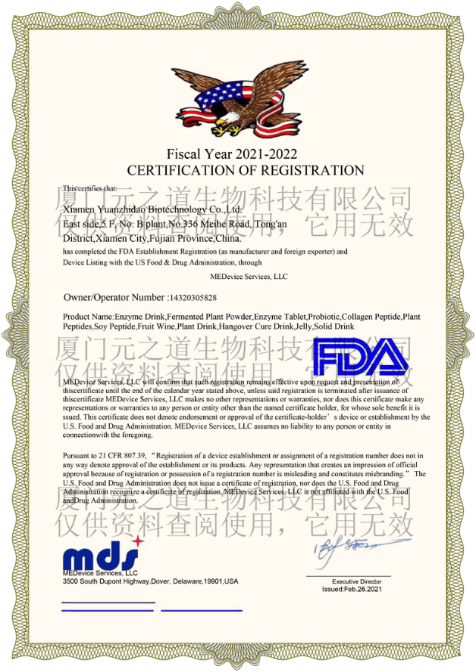 Fiscal Year 2021-2022
CERTIFICATION OF REGISTRATION
This certifies that:
厦门元之道生物科技有限公司
Xiamen Yuanzhidao Biotechnology Co.,Ltd.
仅供资料查阅使用，它用无效
East side,5 F, No. B plant,No.336 Meihe Road, Tong'an
District,Xiamen City,Fujian Province,China.
has completed the FDA Establishment Registration (as manufacturer and foreign exporter) and
Device Listing with the US Food & Drug Administration, through
MEDevice Services, LLC
Owner/Operator Number :14320305828
Product Name:Enzyme Drink,Fermented Plant Powder,Enzyme Tablet,Probiotic,Collagen Peptide,Plant
Peptides,Soy Peptide,Fruit Wine,Plant Drink,Hangover Cure Drink,Jelly,Solid Drink
厦门元之道生物科技有限公司
仅供资料查阅使用，它用无效
FDA
MEDevice Services, LLC will confirm that such registration remains effective upon request and presentation of
thiscertificate until the end of the calendar year stated above, unless said registration is terminated after issuance of
thiscertificate MEDevice Services, LLC makes no other representations or warranties, nor does this certificate make any
representations or warranties to any person or entity other than the named certificate holder, for whose sole benefit it is
ssued. This certificate does not denote endorsement or approval of the certificate-holder's device or establishment by the
U.S. Food and Drug Administration. MEDevice Services, LLC assumes no liability to any person or entity in
connectionwith the foregoing.
Pursuant to 21 CFR 807.39, "Registration of a device establishment or assignment of a registration number does not in
any way denote approval of the establishment or its products. Any representation that creates an impression of official
approval because of registration or possession of a registration number is misleading and constitutes misbranding." The
U.S. Food and Drug Administration does not issue a certificate of registration, nor does the U.S. Food and Drug
Administration recognize a certificate of registration, MEDevice Services, LLC is not affiliated with the U.S. Food
andDrug Administration.
厦门元之道生物科技有限公司
仅供资料查阅使用，它用无效
mds
MEDevice Services, LLC
3500 South Dupont Highway,Dover, Delaware,19901,USA
Executive Director
Issued:Feb.26.2021